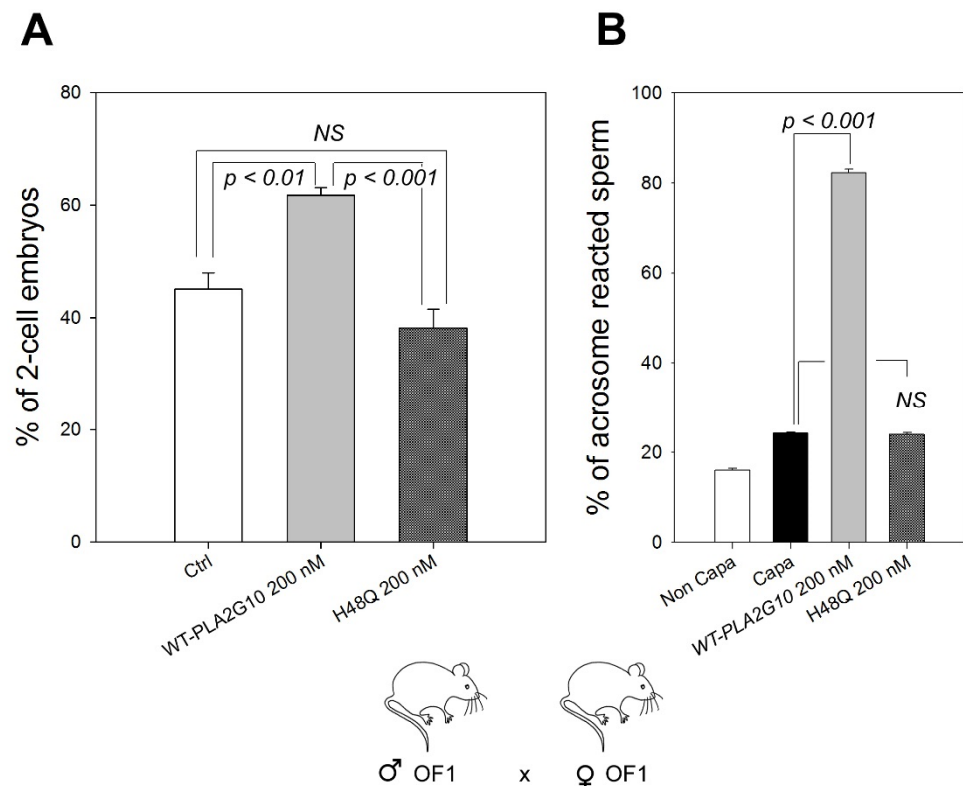 A
B
80
60
40
20
0
% of 2-cell embryos
NS
p < 0.01
p < 0.001
Ctrl
WT-PLA2G10 200 nM
H48Q 200 nM
100
80
60
40
20
0
% of acrosome reacted sperm
p < 0.001
NS
Non Capa
Capa
WT-PLA2G10 200 nM
H48Q 200 nM
♂ OF1 x ♀ OF1